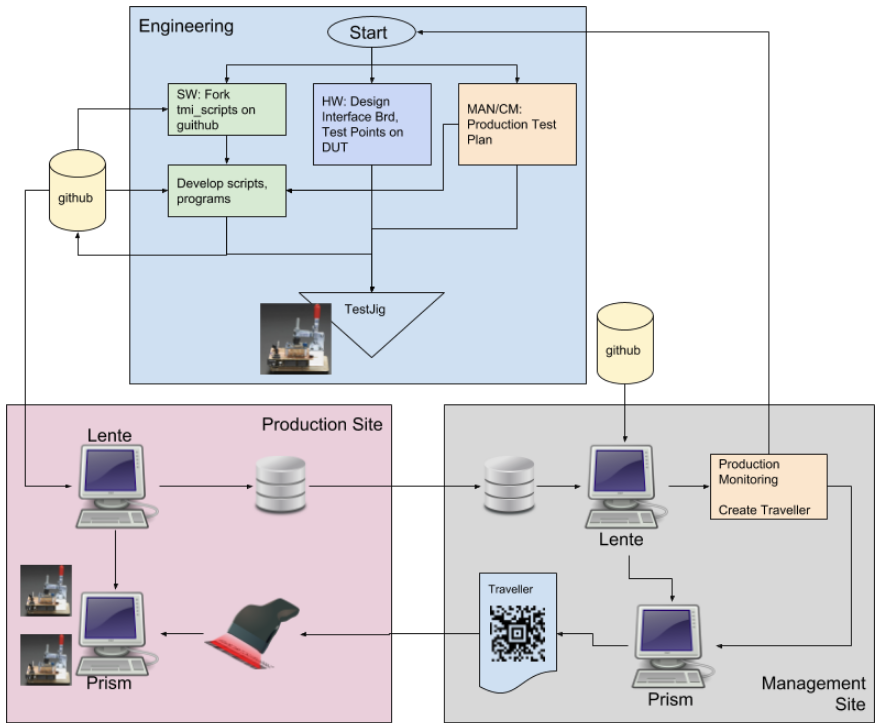 Engineering
Start
SW: Fork
tmi_scripts on
guithub
HW: Design
Interface Brd,
Test Points on
DUT
MAN/CM:
Production Test
Plan
github
Develop scripts,
programs
TestJig
github
Production Site
Lente
Prism
Lente
Production
Monitoring
Create Traveller
Traveller
Prism
Management
Site